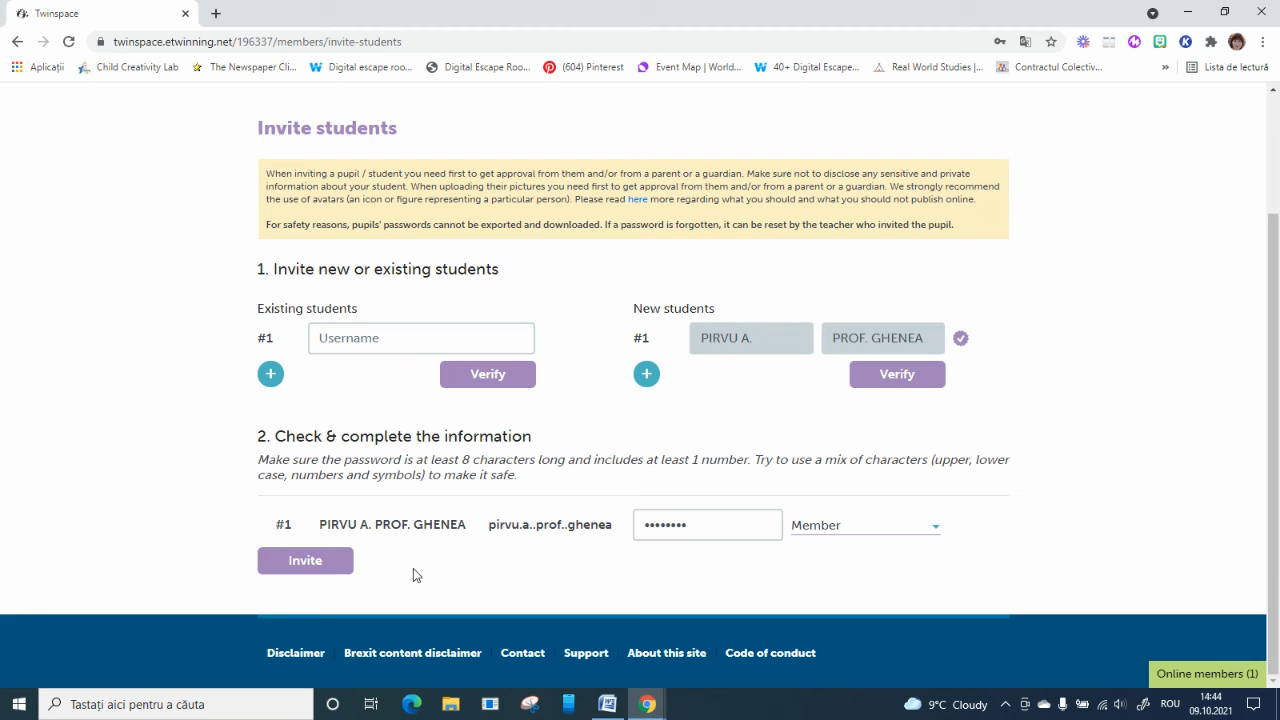 Twinspace
twinspace.etwinning.net/196337/members/invite-students
Aplicații Child Creativity Lab The Newspaper Cli... Digital escape roo... Digital Escape Roo... (604) Pinterest Event Map | World... 40+ Digital Escape... Real World Studies |... Contractul Colectiv... » Lista de lectură
Invite students
When inviting a pupil / student you need first to get approval from them and/or from a parent or a guardian. Make sure not to disclose any sensitive and private
information about your student. When uploading their pictures you need first to get approval from them and/or from a parent or a guardian. We strongly recommend
the use of avatars (an icon or figure representing a particular person). Please read here more regarding what you should and what you should not publish online.
For safety reasons, pupils' passwords cannot be exported and downloaded. If a password is forgotten, it can be reset by the teacher who invited the pupil.
1. Invite new or existing students
Existing students
#1 Username
+ Verify
New students
#1 PIRVU A. PROF. GHENEA
+ Verify
2. Check & complete the information
Make sure the password is at least 8 characters long and includes at least 1 number. Try to use a mix of characters (upper, lower
case, numbers and symbols) to make it safe.
#1 PIRVU A. PROF. GHENEA pirvu.a..prof..ghenea •••••••• Member
Invite
Disclaimer Brexit content disclaimer Contact Support About this site Code of conduct
Online members (1)
Tastați aici pentru a căuta
9°C Cloudy ROU 14:44
09.10.2021